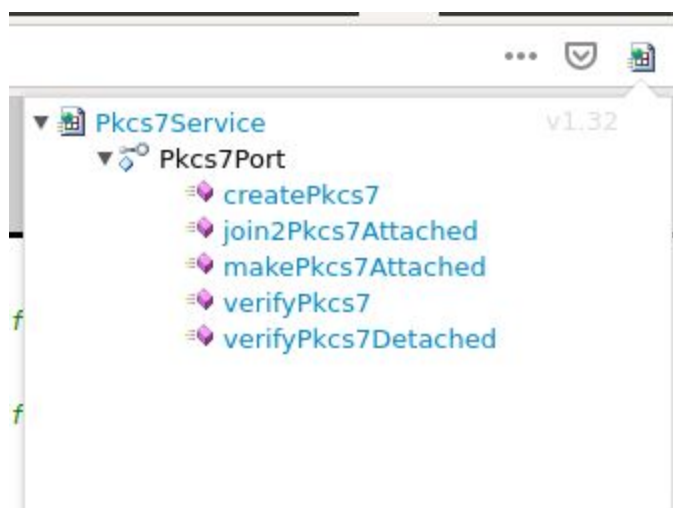 Pkcs7Service v1.32
Pkcs7Port
createPkcs7
join2Pkcs7Attached
makePkcs7Attached
f
verifyPkcs7
verifyPkcs7Detached
f